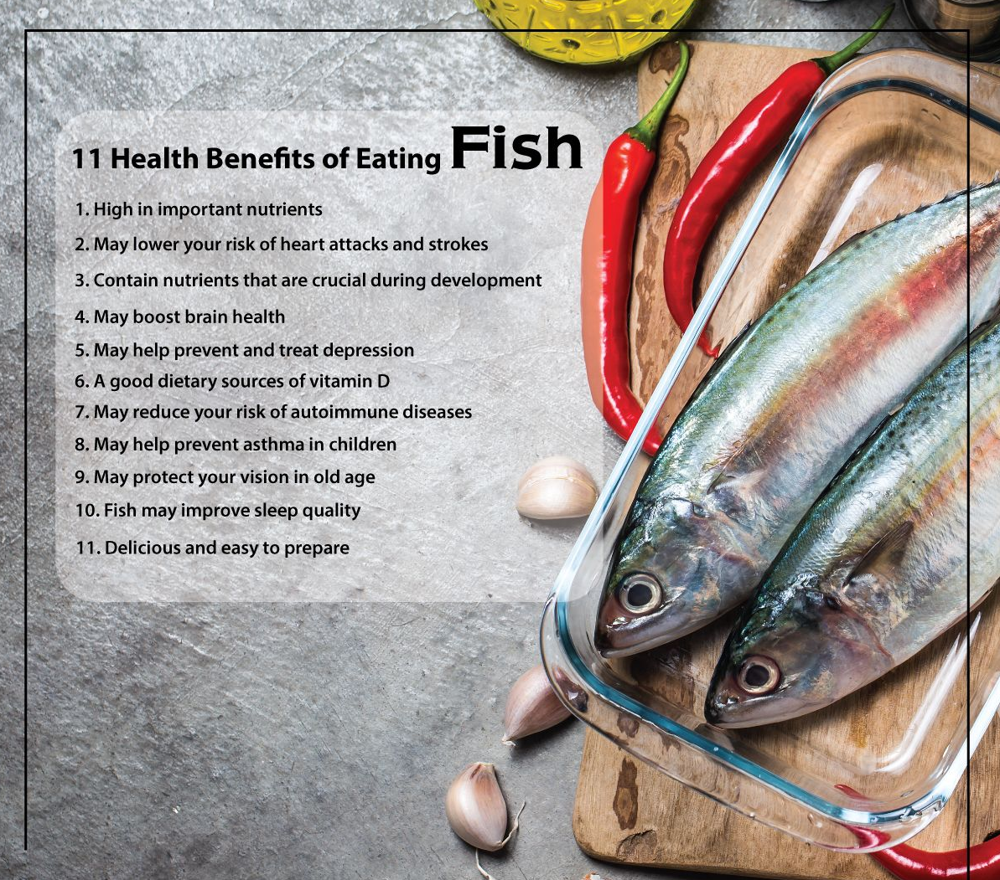 11 Health Benefits of Eating Fish
1. High in important nutrients
2. May lower your risk of heart attacks and strokes
3. Contain nutrients that are crucial during development
4. May boost brain health
5. May help prevent and treat depression
6. A good dietary sources of vitamin D
7. May reduce your risk of autoimmune diseases
8. May help prevent asthma in children
9. May protect your vision in old age
10. Fish may improve sleep quality
11. Delicious and easy to prepare